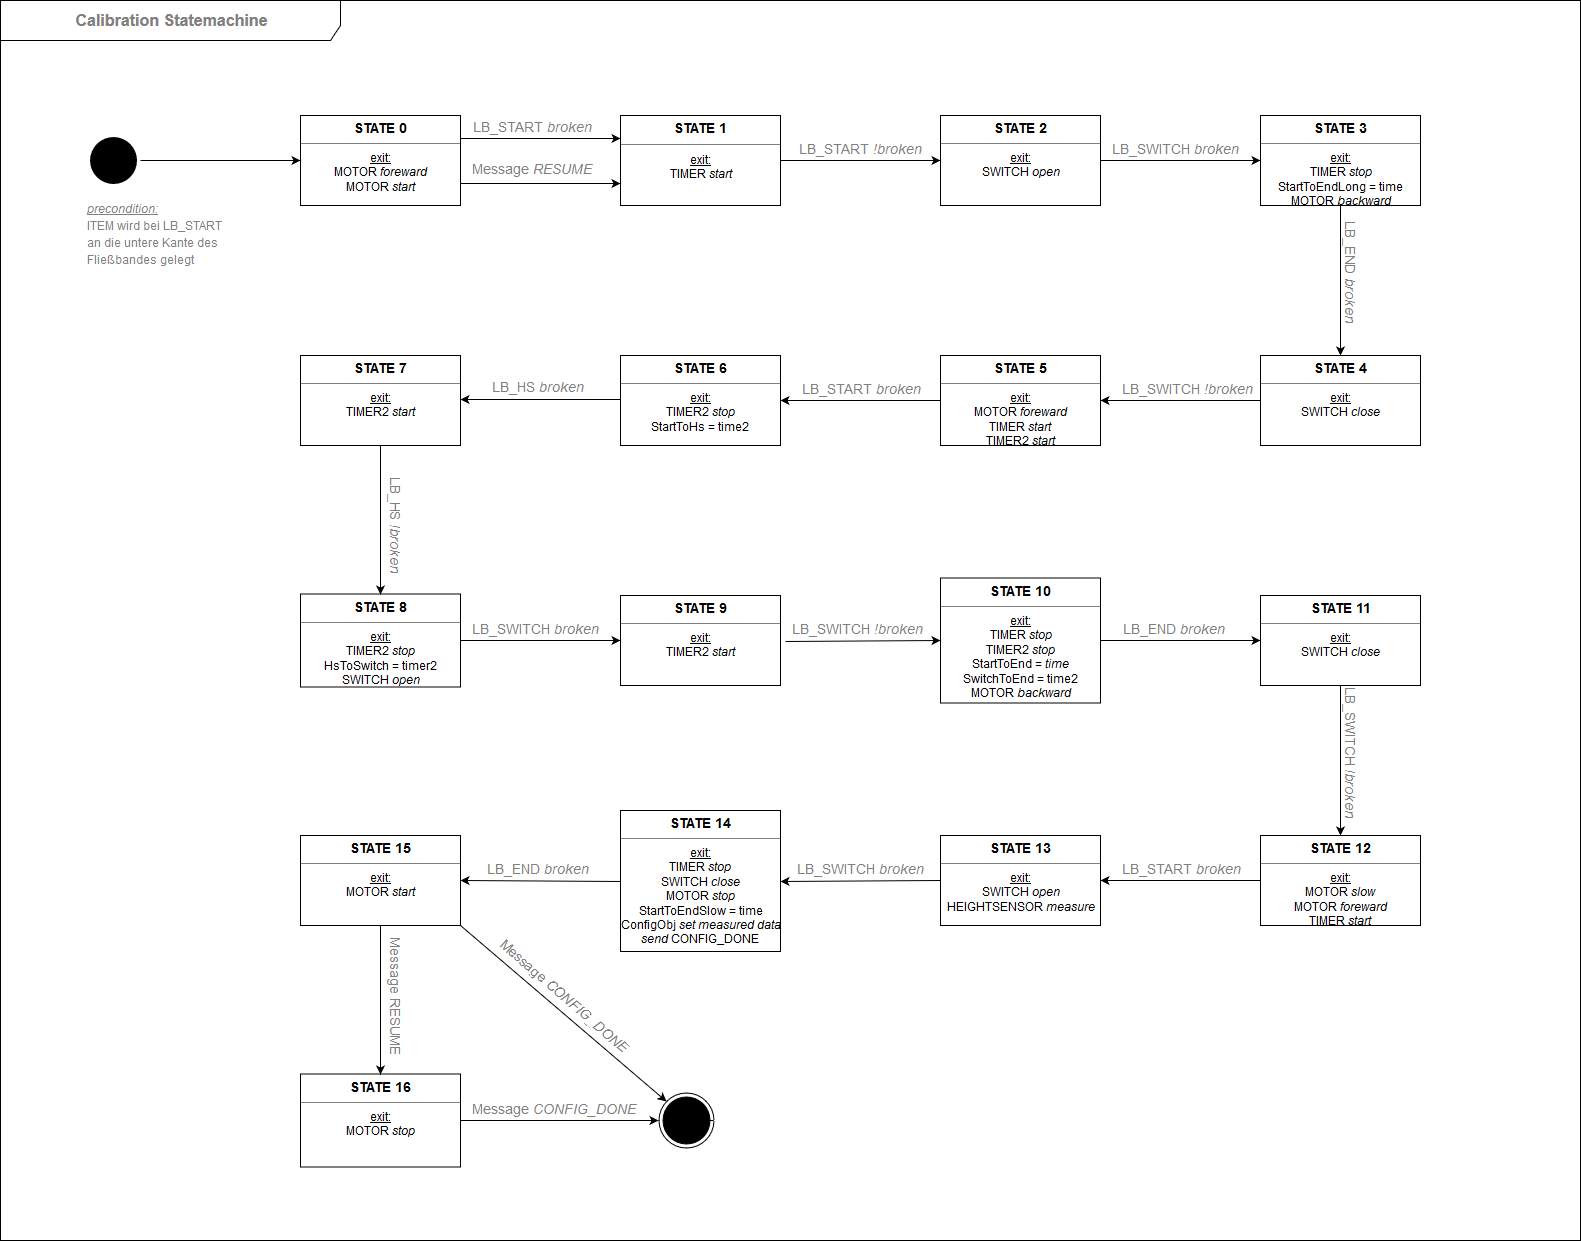 Calibration Statemachine
STATE 0
exit:
MOTOR foreward
MOTOR start
LB_START broken
Message RESUME
STATE 1
exit:
TIMER start
LB_START !broken
STATE 2
exit:
SWITCH open
LB_SWITCH broken
STATE 3
exit:
TIMER stop
StartToEndLong = time
MOTOR backward
precondition:
ITEM wird bei LB_START
an die untere Kante des
Fließbandes gelegt
LB_END broken
STATE 4
exit:
SWITCH close
LB_SWITCH !broken
STATE 5
exit:
MOTOR foreward
TIMER start
TIMER2 start
LB_START broken
STATE 6
exit:
TIMER2 stop
StartToHs = time2
LB_HS broken
STATE 7
exit:
TIMER2 start
LB_HS !broken
STATE 8
exit:
TIMER2 stop
HsToSwitch = timer2
SWITCH open
LB_SWITCH broken
STATE 9
exit:
TIMER2 start
LB_SWITCH !broken
STATE 10
exit:
TIMER stop
TIMER2 stop
StartToEnd = time
SwitchToEnd = time2
MOTOR backward
LB_END broken
STATE 11
exit:
SWITCH close
LB_SWITCH !broken
STATE 12
exit:
MOTOR slow
MOTOR foreward
TIMER start
LB_START broken
STATE 13
exit:
SWITCH open
HEIGHTSENSOR measure
LB_SWITCH broken
STATE 14
exit:
TIMER stop
SWITCH close
MOTOR stop
StartToEndSlow = time
ConfigObj set measured data
send CONFIG_DONE
LB_END broken
STATE 15
exit:
MOTOR start
Message RESUME
Message CONFIG_DONE
STATE 16
exit:
MOTOR stop
Message CONFIG_DONE